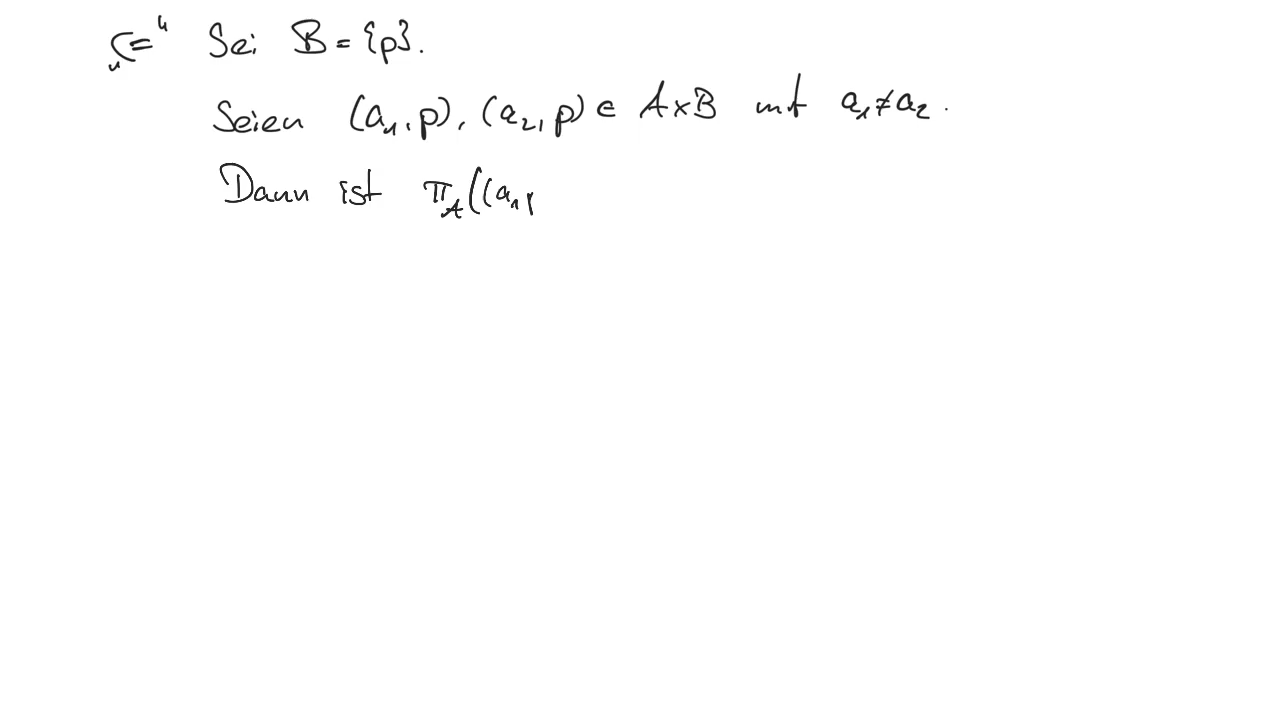 „⇐“ Sei B = {p}.
Seien (a₁, p), (a₂, p) ∈ A×B mit a₁ ≠ a₂.
Dann ist π_A((a₁,